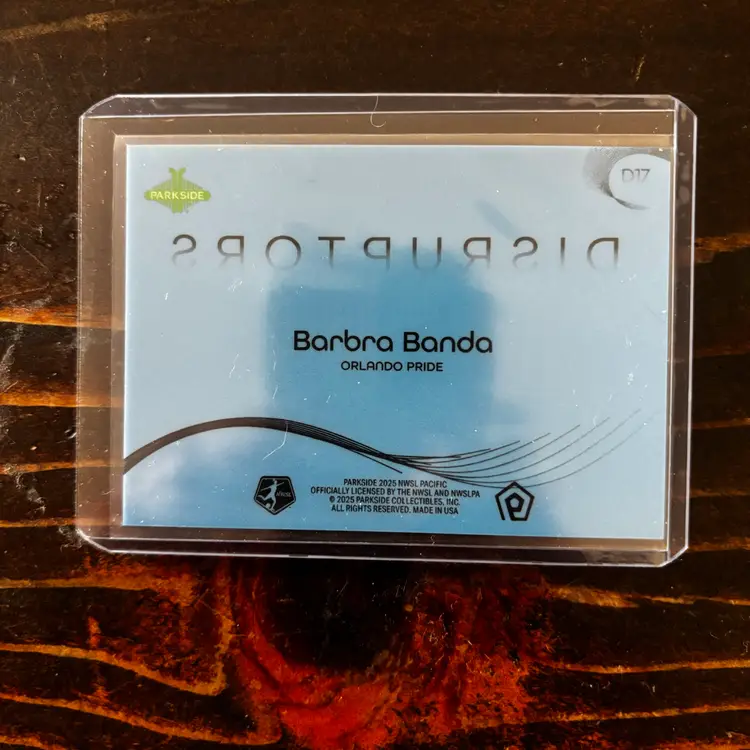 PARKSIDE
D17
DISRUPTORS
Barbra Banda
ORLANDO PRIDE
PARKSIDE 2025 NWSL PACIFIC
OFFICIALLY LICENSED BY THE NWSL AND NWSLPA
© 2025 PARKSIDE COLLECTIBLES, INC.
ALL RIGHTS RESERVED. MADE IN USA